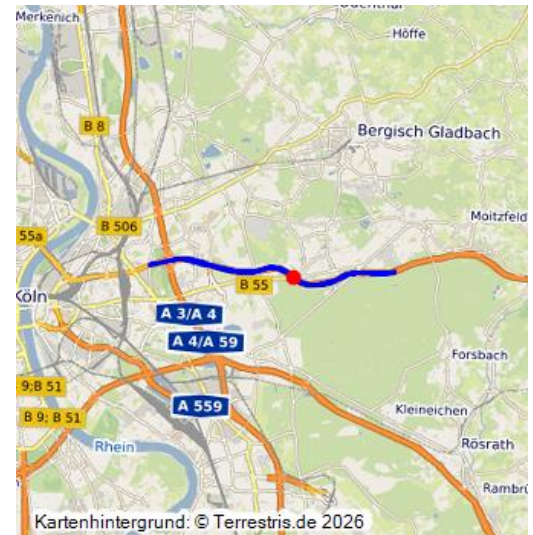 Merkenich
Höffe
B 8
Bergisch Gladbach
Moitzfeld
B 506
55a
B 55
Köln
A 3/A 4
A 4/A 59
Forsbach
9;B 51
A 559
Kleineichen
B 9; B 51
Rösrath
Rhein
Rambrü
Kartenhintergrund: © Terrestris.de 2026